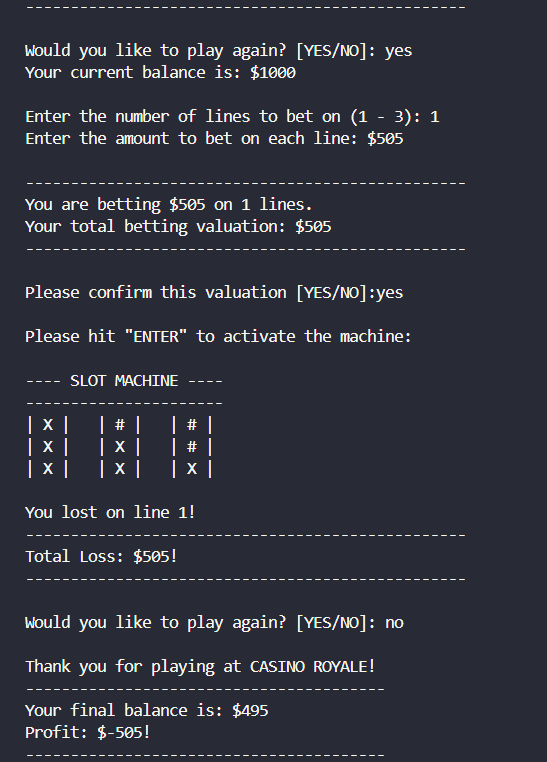 --------------------------------------------------
Would you like to play again? [YES/NO]: yes
Your current balance is: $1000
Enter the number of lines to bet on (1 - 3): 1
Enter the amount to bet on each line: $505
--------------------------------------------------
You are betting $505 on 1 lines.
Your total betting valuation: $505
--------------------------------------------------
Please confirm this valuation [YES/NO]:yes
Please hit "ENTER" to activate the machine:
---- SLOT MACHINE ----
----------------------
| X |   | # |   | # |
| X |   | X |   | # |
| X |   | X |   | X |
You lost on line 1!
--------------------------------------------------
Total Loss: $505!
--------------------------------------------------
Would you like to play again? [YES/NO]: no
Thank you for playing at CASINO ROYALE!
----------------------------------------
Your final balance is: $495
Profit: $-505!
----------------------------------------